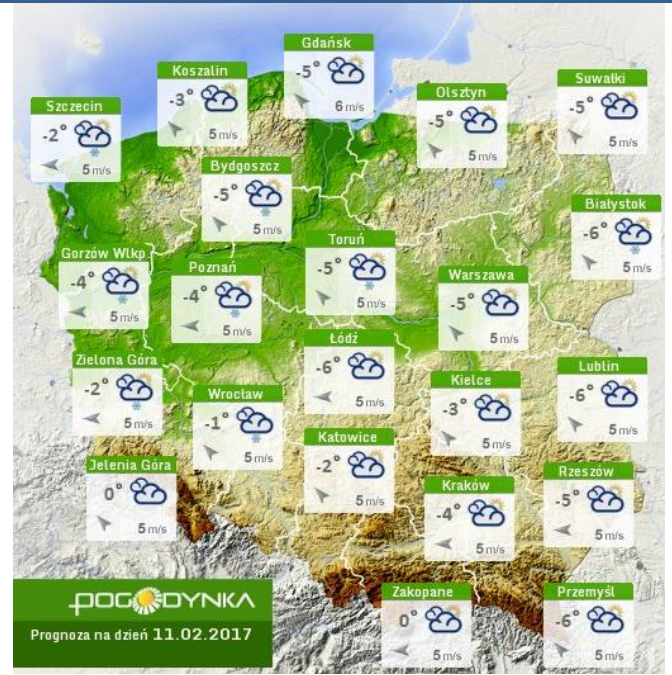 Gdańsk
-5°
6 m/s
Koszalin
-3°
5 m/s
Suwałki
-5°
5 m/s
Olsztyn
-5°
5 m/s
Szczecin
-2°
5 m/s
Bydgoszcz
-5°
5 m/s
Białystok
-6°
5 m/s
Toruń
-5°
5 m/s
Gorzów Wlkp.
-4°
5 m/s
Poznań
-4°
5 m/s
Warszawa
-5°
5 m/s
Łódź
-6°
5 m/s
Zielona Góra
-2°
5 m/s
Lublin
-6°
5 m/s
Kielce
-3°
5 m/s
Wrocław
-1°
5 m/s
Katowice
-2°
5 m/s
Jelenia Góra
0°
5 m/s
Rzeszów
-5°
5 m/s
Kraków
-4°
5 m/s
Zakopane
0°
5 m/s
Przemyśl
-6°
5 m/s
POGODYNKA
Prognoza na dzień 11.02.2017